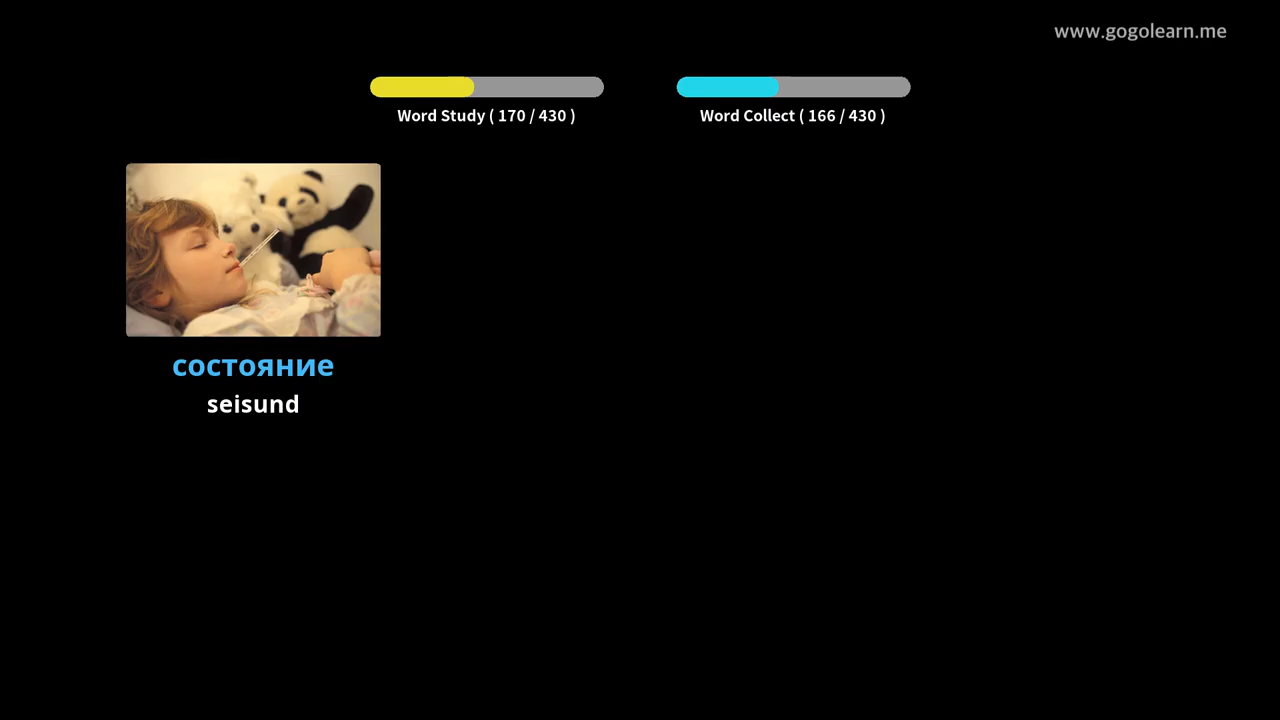 www.gogolearn.me
Word Study ( 170 / 430 )
Word Collect ( 166 / 430 )
состояние
seisund